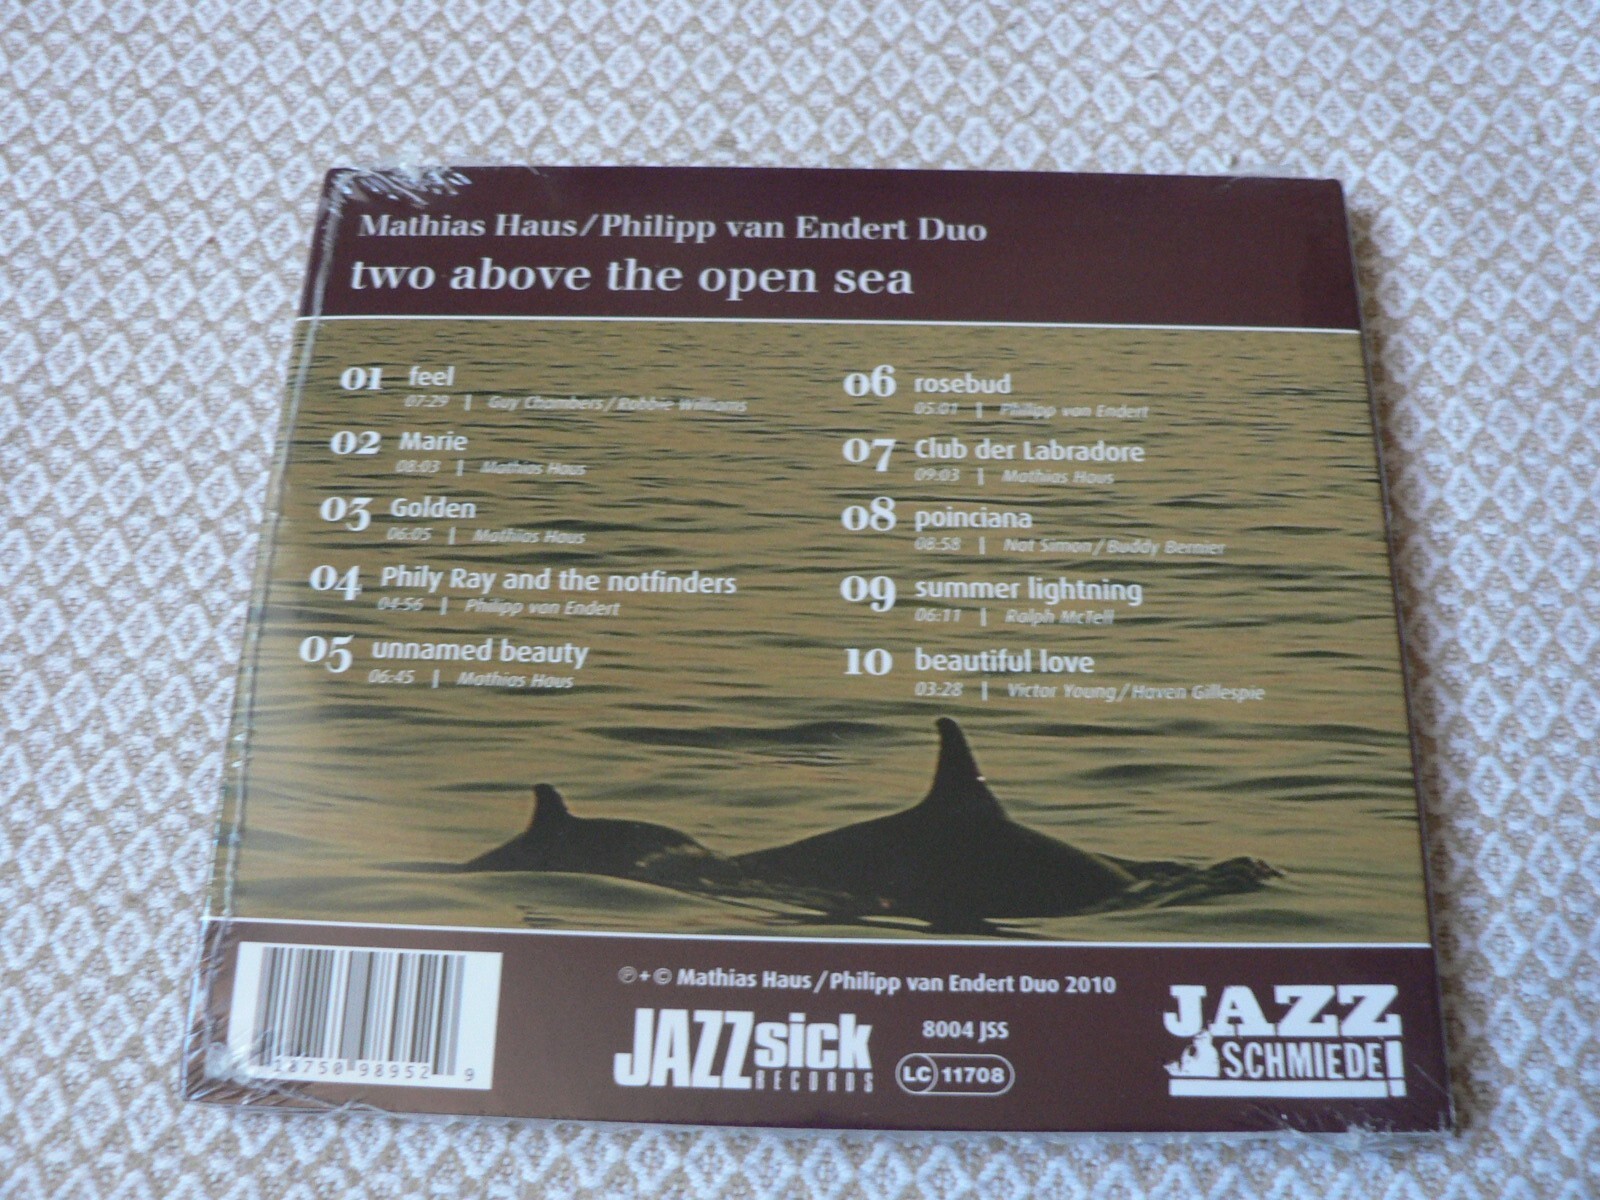 Mathias Haus/Philipp van Endert Duo
two above the open sea
01 feel
07:29 | Guy Chambers/Robbie Williams
02 Marie
08:03 | Mathias Haus
03 Golden
06:05 | Mathias Haus
04 Phily Ray and the notfinders
04:56 | Philipp van Endert
05 unnamed beauty
06:45 | Mathias Haus
06 rosebud
05:01 | Philipp van Endert
07 Club der Labradore
09:03 | Mathias Haus
08 poinciana
08:58 | Nat Simon/Buddy Bernier
09 summer lightning
06:11 | Ralph McTell
10 beautiful love
03:28 | Victor Young/Haven Gillespie
℗+© Mathias Haus/Philipp van Endert Duo 2010
JAZZsick
RECORDS
8004 JSS
LC 11708
JAZZ
SCHMIEDE!
18750 98952 9